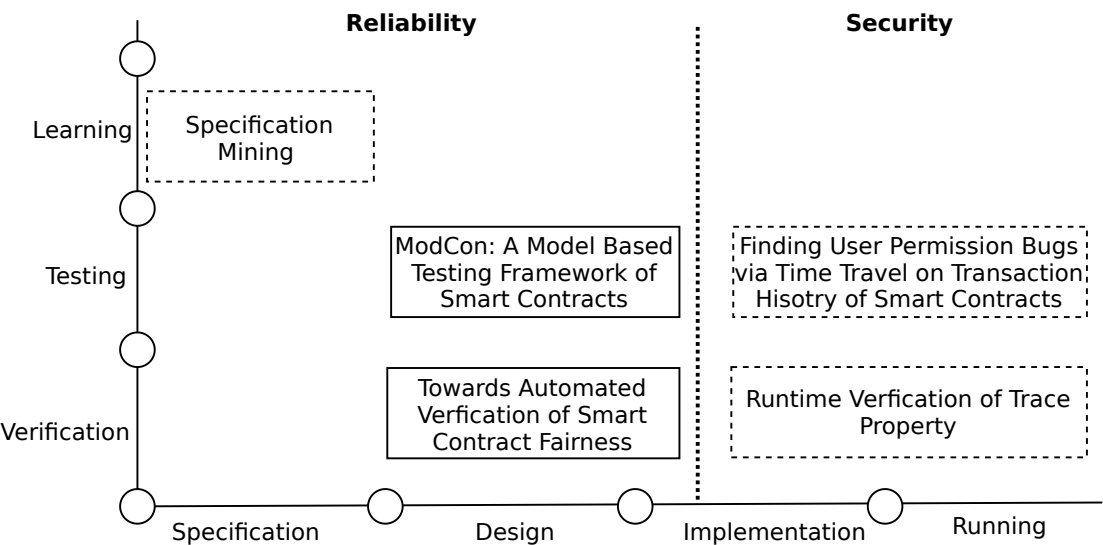 Reliability
Security
Learning
Specification
Mining
Testing
ModCon: A Model Based
Testing Framework of
Smart Contracts
Finding User Permission Bugs
via Time Travel on Transaction
Hisotry of Smart Contracts
Verification
Towards Automated
Verfication of Smart
Contract Fairness
Runtime Verfication of Trace
Property
Specification
Design
Implementation
Running